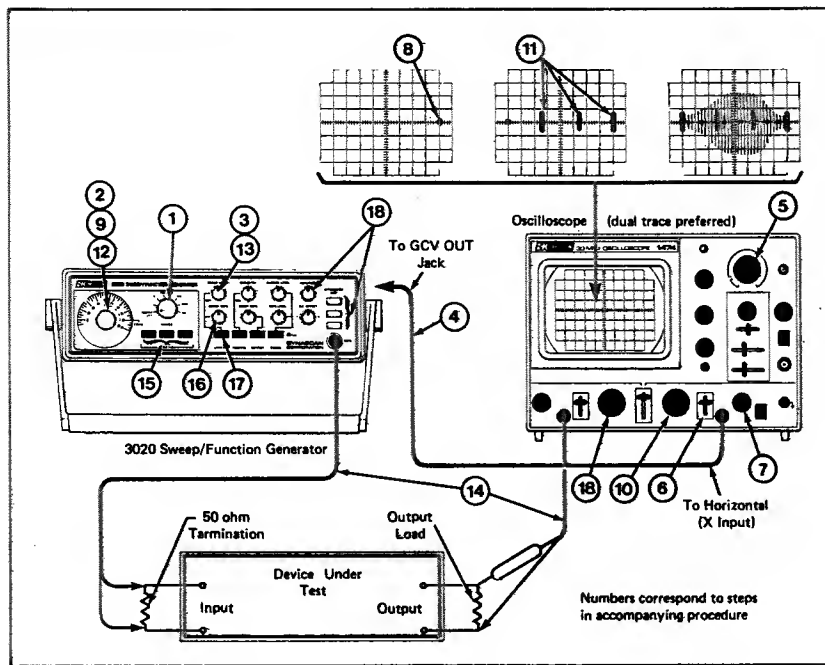 8
11
2
9
12
1
3
13
18
To GCV OUT
Jack
Oscilloscope (dual trace preferred)
5
4
15
16
17
3020 Sweep/Function Generator
14
18
10
6
7
To Horizontal
(X Input)
50 ohm
Tarmination
Output
Load
Device Under
Test
Input
Output
Numbers correspond to steps
in accompanying procedure